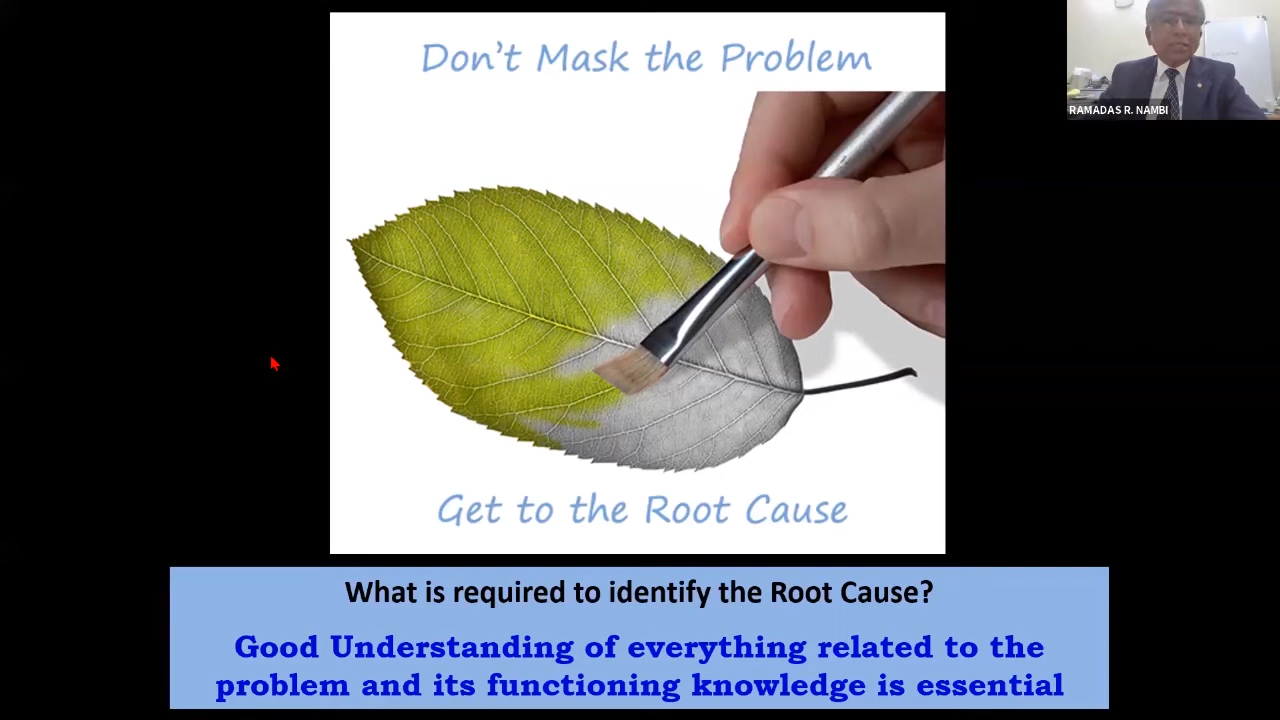 Don't Mask the Problem
RAMADAS R. NAMBI
Get to the Root Cause
What is required to identify the Root Cause?
Good Understanding of everything related to the
problem and its functioning knowledge is essential